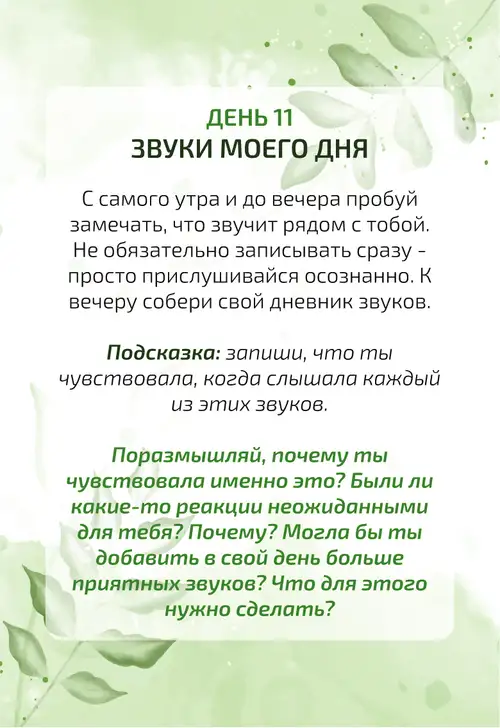 ДЕНЬ 11
ЗВУКИ МОЕГО ДНЯ
С самого утра и до вечера пробуй
замечать, что звучит рядом с тобой.
Не обязательно записывать сразу -
просто прислушивайся осознанно. К
вечеру собери свой дневник звуков.
Подсказка: запиши, что ты
чувствовала, когда слышала каждый
из этих звуков.
Поразмышляй, почему ты
чувствовала именно это? Были ли
какие-то реакции неожиданными
для тебя? Почему? Могла бы ты
добавить в свой день больше
приятных звуков? Что для этого
нужно сделать?